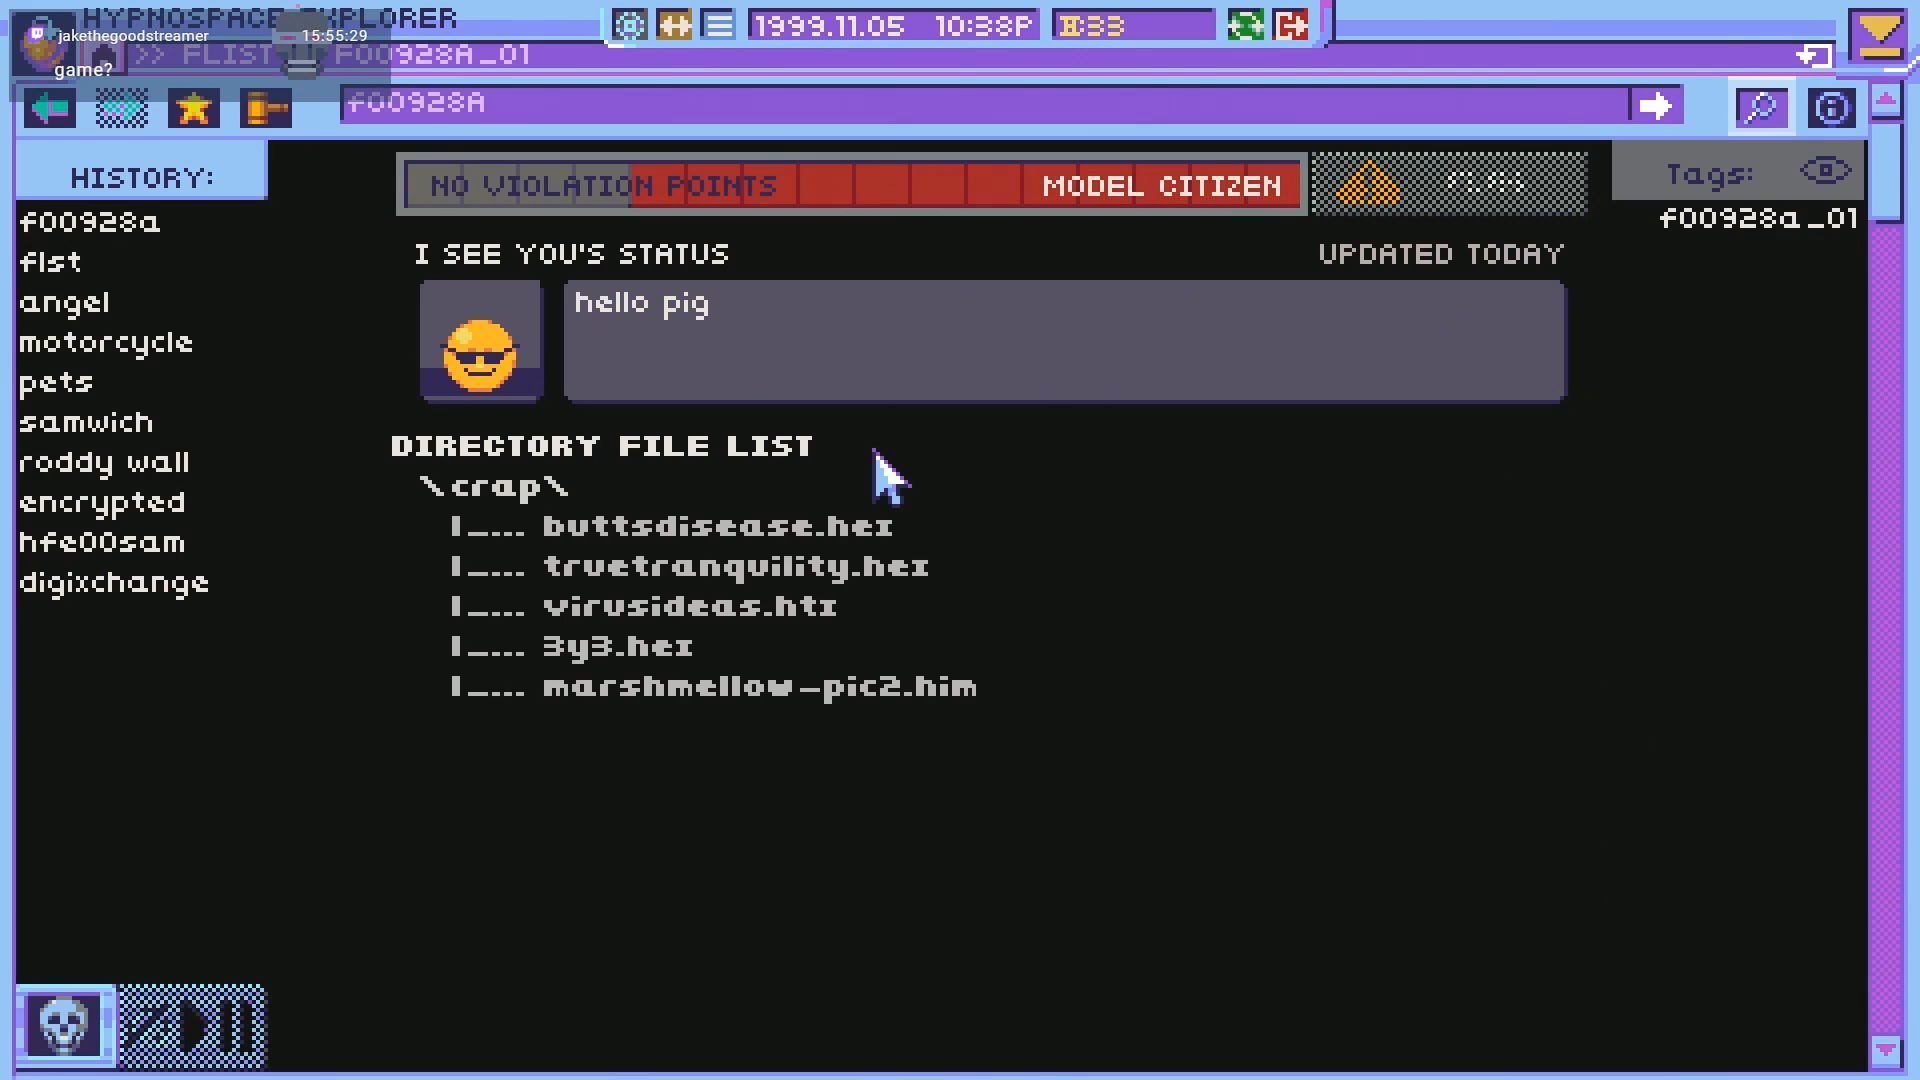 HYPNOSPACE EXPLORER
jakethegoodstreamer
15:55:29
game?
1999.11.05 10:38P
33
>> FLIST
F00928A_01
f00928A
HISTORY:
f00928a
flst
angel
motorcycle
pets
samwich
roddy wall
encrypted
hfe00sam
digixchange
NO VIOLATION POINTS
MODEL CITIZEN
Tags:
f00928a_01
I SEE YOU'S STATUS
UPDATED TODAY
hello pig
DIRECTORY FILE LIST
\crap\
|_.... buttsdisease.hex
|_.... truetranquility.hex
|_.... virusideas.htx
|_.... 3y3.hex
|_.... marshmellow-pic2.him